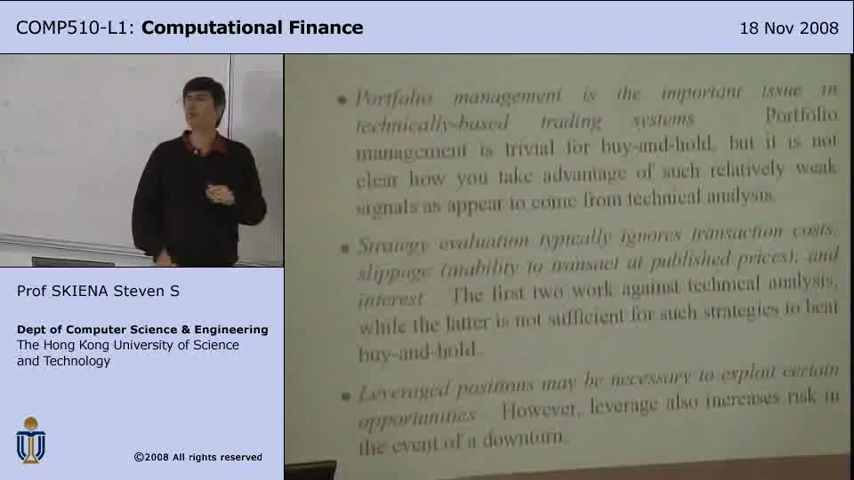 COMP510-L1: Computational Finance
18 Nov 2008
• Portfolio management is the important issue in
technically-based trading systems Portfolio
management is trivial for buy-and-hold, but it is not
clear how you take advantage of such relatively weak
signals as appear to come from technical analysis.
• Strategy evaluation typically ignores transaction costs,
slippage (inability to transact at published prices), and
interest The first two work against technical analysis,
while the latter is not sufficient for such strategies to beat
buy-and-hold.
• Leveraged positions may be necessary to exploit certain
opportunities However, leverage also increases risk in
the event of a downturn.
Prof SKIENA Steven S
Dept of Computer Science & Engineering
The Hong Kong University of Science
and Technology
©2008 All rights reserved